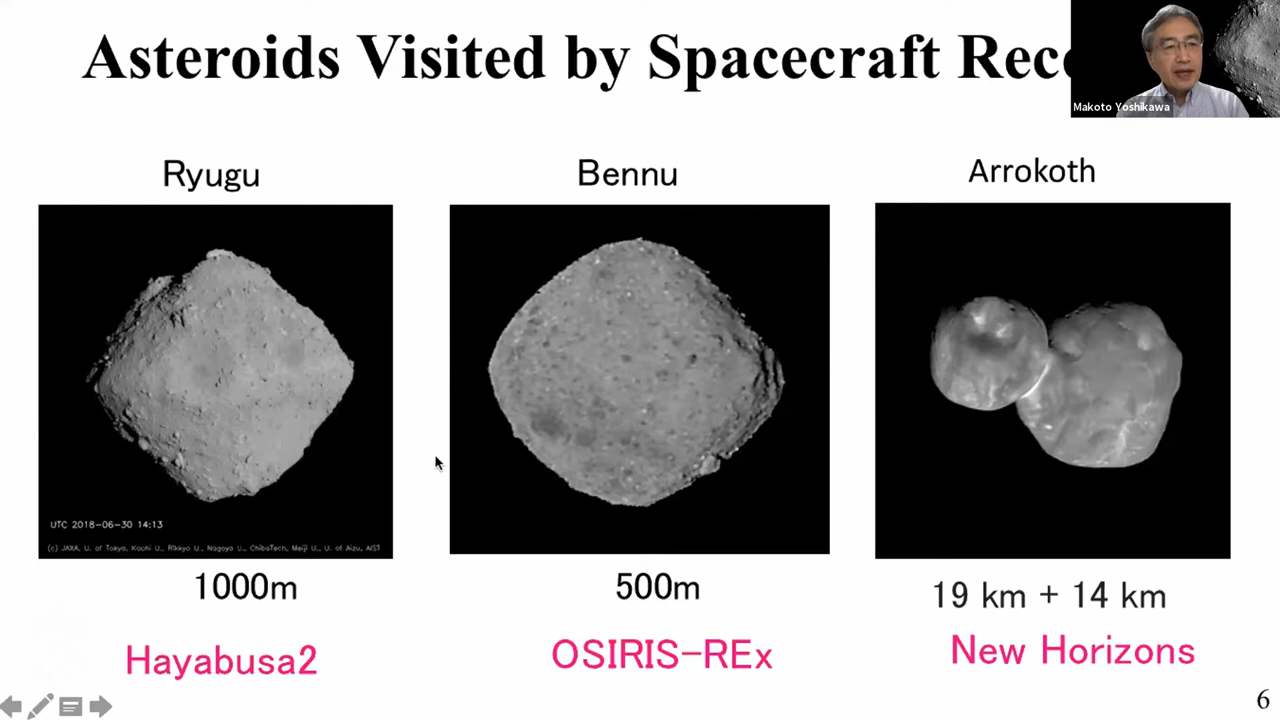 Asteroids Visited by Spacecraft Rec
Makoto Yoshikawa
Ryugu
Bennu
Arrokoth
UTC 2018-06-30 14:13
(c) JAXA, U. of Tokyo, Kochi U., Rikkyo U., Nagoya U., ChibaTech, Meiji U., U. of Aizu, AIST
1000m
500m
19 km + 14 km
Hayabusa2
OSIRIS-REx
New Horizons
6